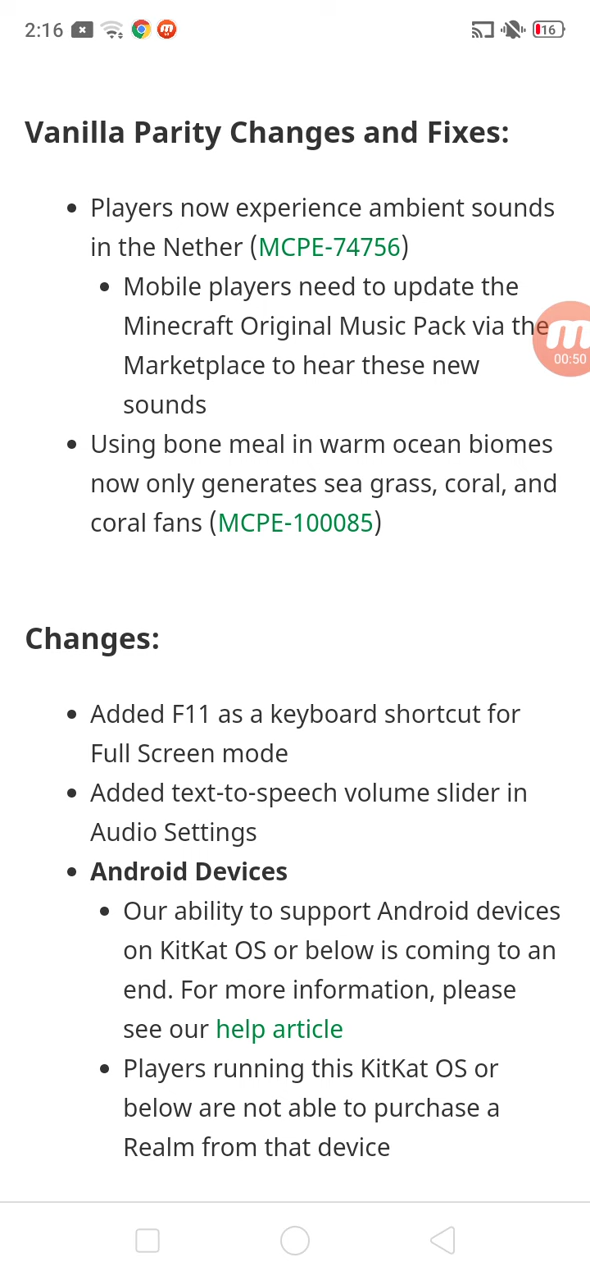 2:16
16
Vanilla Parity Changes and Fixes:
Players now experience ambient sounds
in the Nether (MCPE-74756)
Mobile players need to update the
Minecraft Original Music Pack via the
Marketplace to hear these new
sounds
00:50
Using bone meal in warm ocean biomes
now only generates sea grass, coral, and
coral fans (MCPE-100085)
Changes:
Added F11 as a keyboard shortcut for
Full Screen mode
Added text-to-speech volume slider in
Audio Settings
Android Devices
Our ability to support Android devices
on KitKat OS or below is coming to an
end. For more information, please
see our help article
Players running this KitKat OS or
below are not able to purchase a
Realm from that device